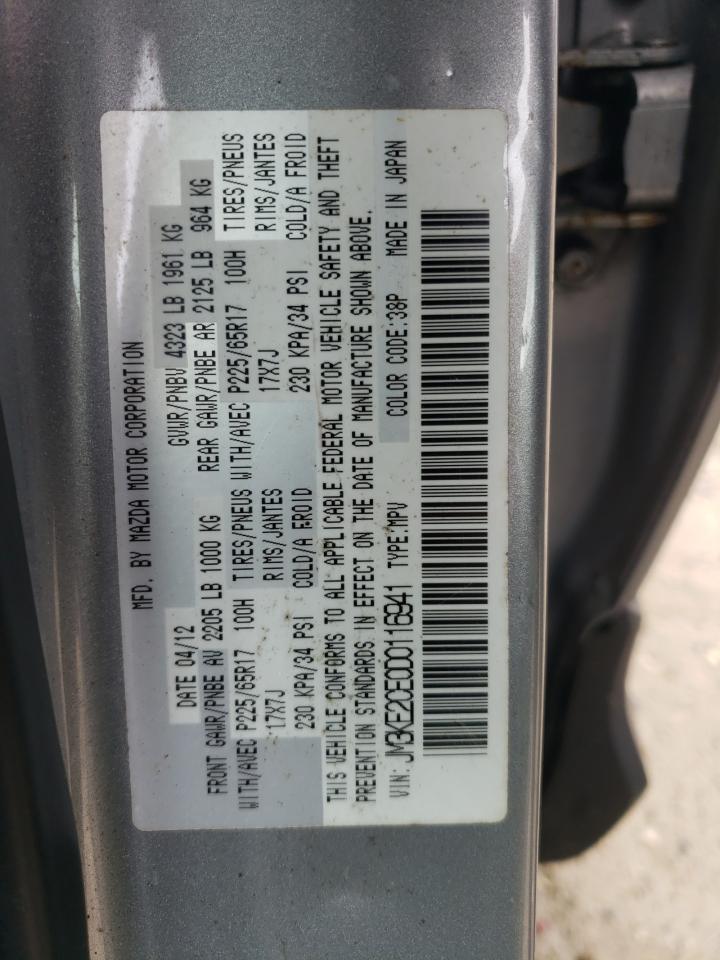 MFD. BY MAZDA MOTOR CORPORATION
DATE 04/12 GVWR/PNBV 4323 LB 1961 KG
FRONT GAWR/PNBE AV 2205 LB 1000 KG REAR GAWR/PNBE AR 2125 LB 964 KG
WITH/AVEC P225/65R17 100H TIRES/PNEUS WITH/AVEC P225/65R17 100H TIRES/PNEUS
17X7J RIMS/JANTES 17X7J RIMS/JANTES
230 KPA/34 PSI COLD/A FROID 230 KPA/34 PSI COLD/A FROID
THIS VEHICLE CONFORMS TO ALL APPLICABLE FEDERAL MOTOR VEHICLE SAFETY AND THEFT
PREVENTION STANDARDS IN EFFECT ON THE DATE OF MANUFACTURE SHOWN ABOVE.
VIN: JM3KE2CE0D0116941 TYPE:MPV COLOR CODE:38P MADE IN JAPAN